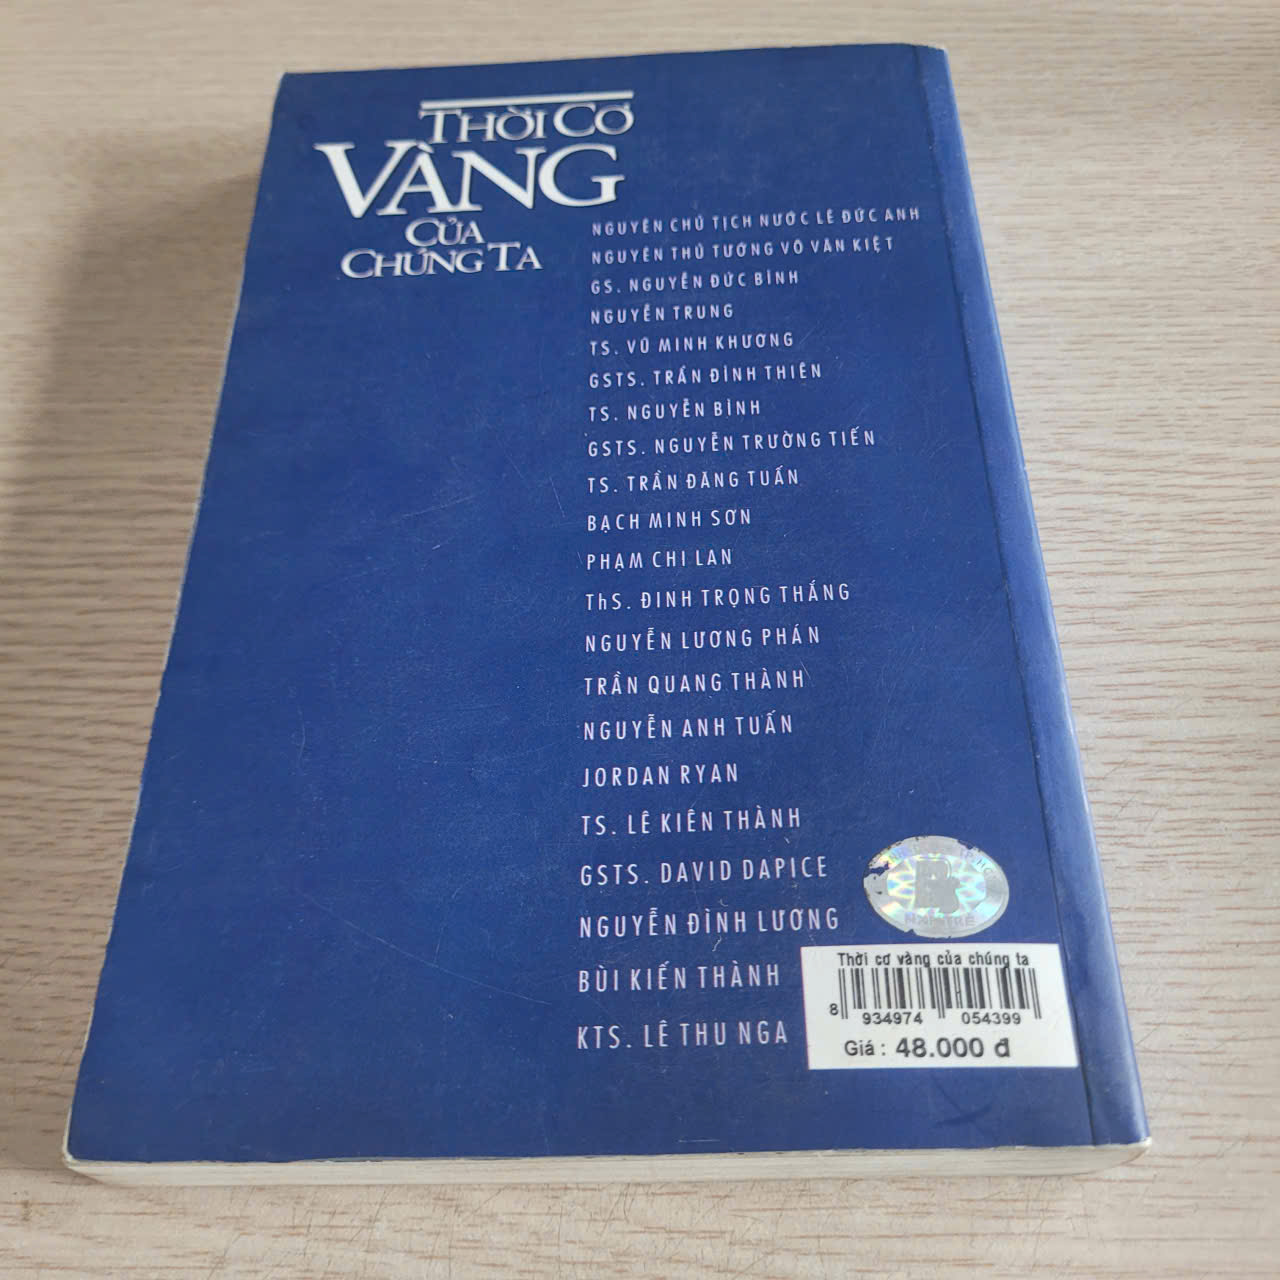 THỜI CƠ
VÀNG
CỦA
CHÚNG TA
NGUYÊN CHỦ TỊCH NƯỚC LÊ ĐỨC ANH
NGUYÊN THỦ TƯỚNG VÕ VĂN KIỆT
GS. NGUYỄN ĐỨC BÌNH
NGUYỄN TRUNG
TS. VŨ MINH KHƯƠNG
GSTS. TRẦN ĐÌNH THIÊN
TS. NGUYỄN BÌNH
GSTS. NGUYỄN TRƯỜNG TIẾN
TS. TRẦN ĐĂNG TUẤN
BẠCH MINH SƠN
PHẠM CHI LAN
ThS. ĐINH TRỌNG THẮNG
NGUYỄN LƯƠNG PHÁN
TRẦN QUANG THÀNH
NGUYỄN ANH TUẤN
JORDAN RYAN
TS. LÊ KIÊN THÀNH
GSTS. DAVID DAPICE
NGUYỄN ĐÌNH LƯƠNG
BÙI KIẾN THÀNH
KTS. LÊ THU NGA
TRẺ
Thời cơ vàng của chúng ta
8 934974 054399
Giá : 48.000 đ